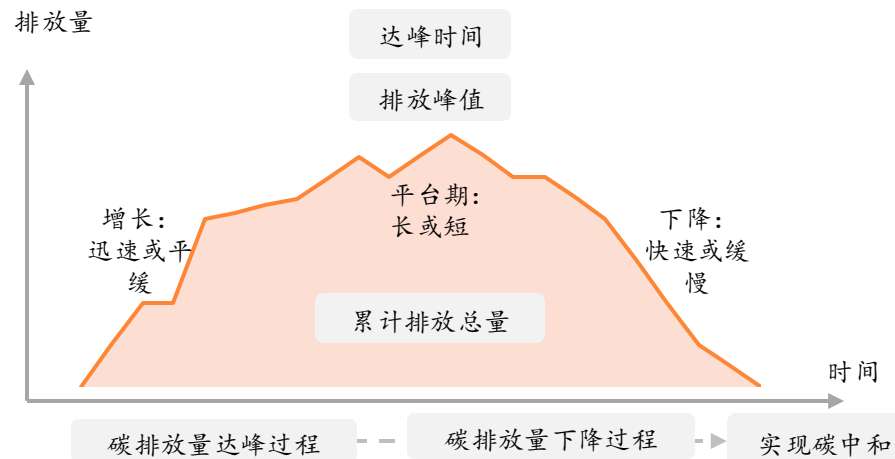 排放量
达峰时间
排放峰值
平台期：
长或短
增长：
迅速或平
缓
下降：
快速或缓
慢
累计排放总量
时间
碳排放量达峰过程
碳排放量下降过程
实现碳中和